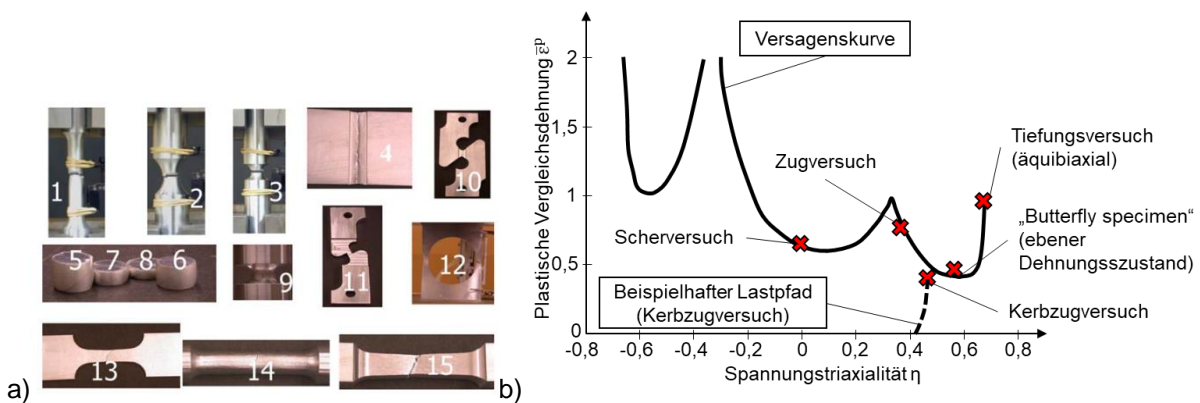 a)
1
2
3
4
10
5
7
8
6
9
11
12
13
14
15
b)
Plastische Vergleichsdehnung ε̄ᵖ
2
1,5
1
0,5
0
Versagenskurve
Zugversuch
Tiefungsversuch
(äquibiaxial)
Scherversuch
„Butterfly specimen“
(ebener
Dehnungszustand)
Beispielhafter Lastpfad
(Kerbzugversuch)
Kerbzugversuch
-0,8
-0,6
-0,4
-0,2
0
0,2
0,4
0,6
0,8
Spannungstriaxialität η